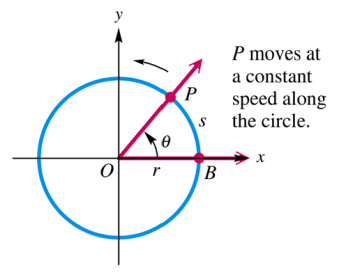 y
P moves at
a constant
speed along
the circle.
P
s
θ
O
r
B
x